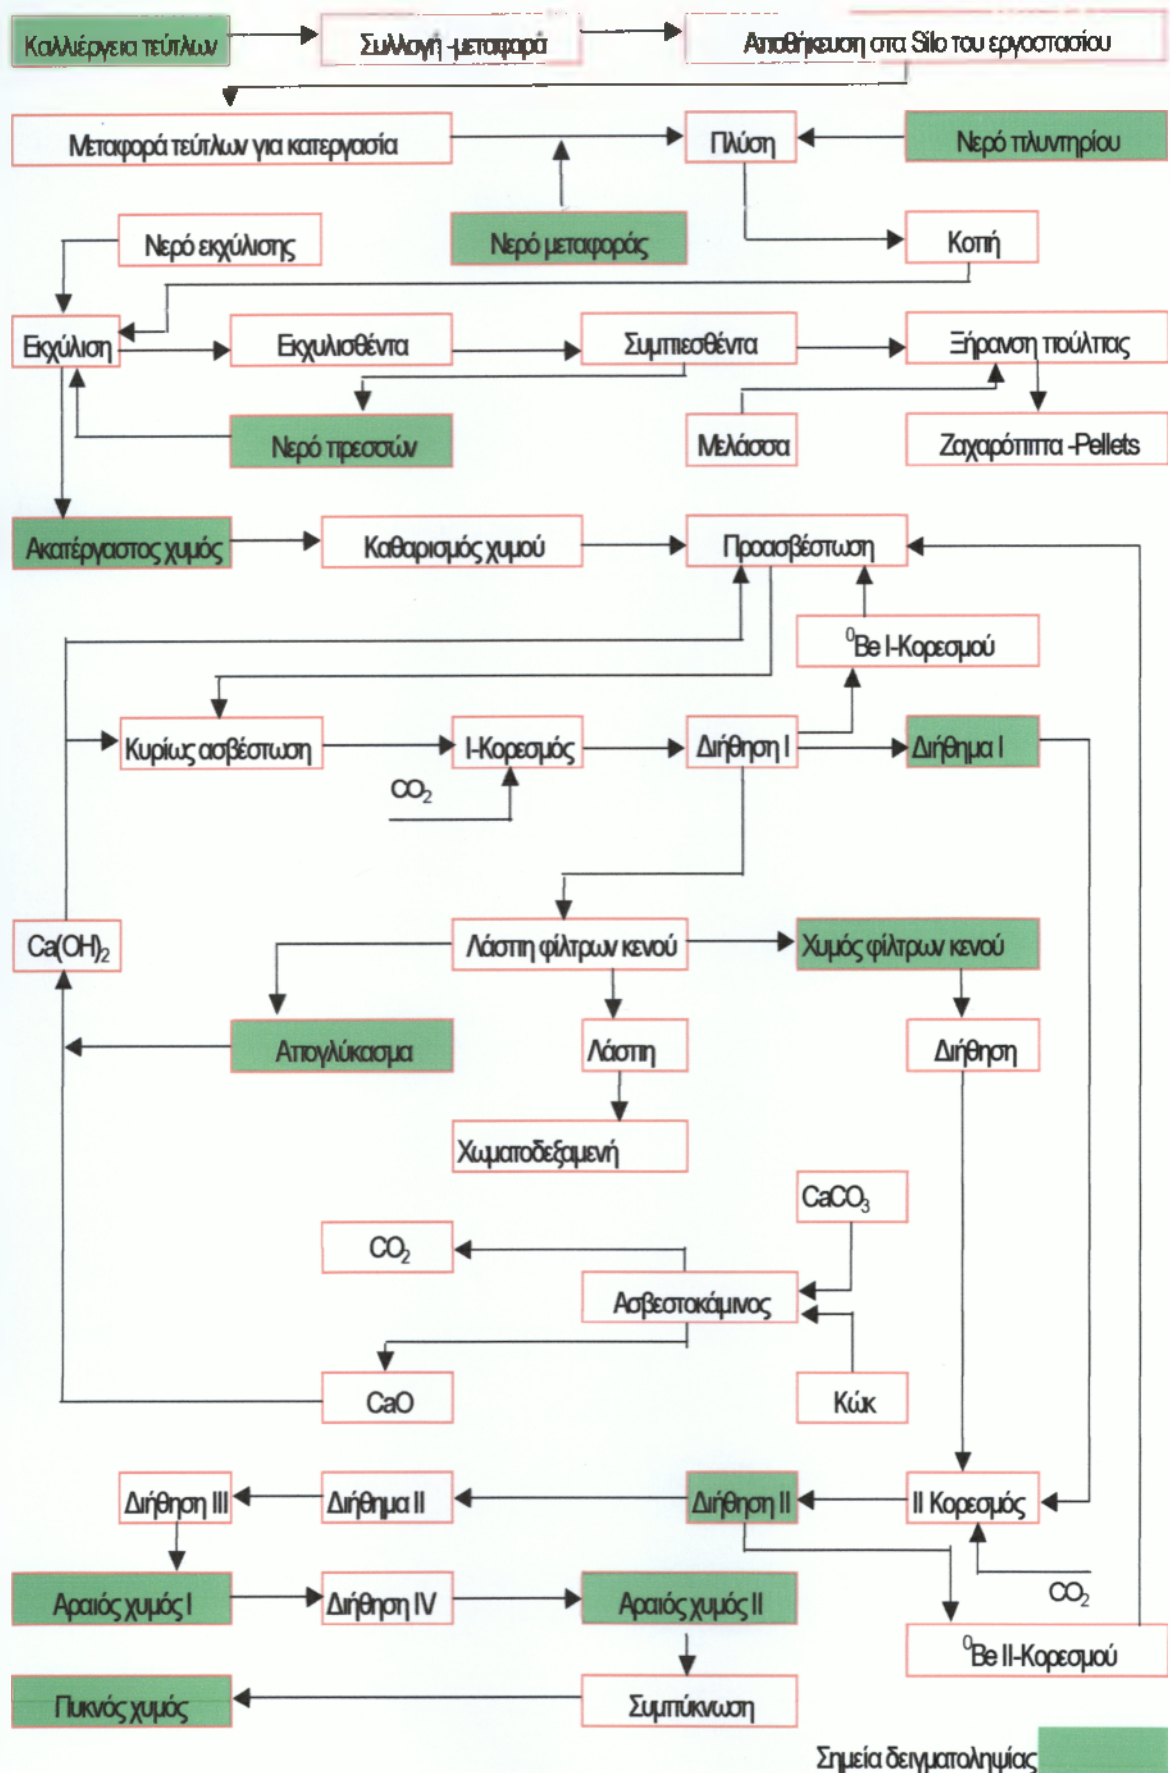 Καλλιέργεια τεύτλων
Συλλογή -μεταφορά
Αποθήκευση στα Silo του εργοστασίου
Μεταφορά τεύτλων για κατεργασία
Πλύση
Νερό πλυντηρίου
Νερό εκχύλισης
Νερό μεταφοράς
Κοπή
Εκχύλιση
Εκχυλισθέντα
Συμπιεσθέντα
Ξήρανση πούλπας
Νερό πρεσσών
Μελάσσα
Ζαχαρόπιττα -Pellets
Ακατέργαστος χυμός
Καθαρισμός χυμού
Προασβέστωση
⁰Be I-Κορεσμού
Κυρίως ασβέστωση
I-Κορεσμός
Διήθηση I
Διήθημα I
CO₂
Ca(OH)₂
Λάσπη φίλτρων κενού
Χυμός φίλτρων κενού
Απογλύκασμα
Λάσπη
Διήθηση
Χωματοδεξαμενή
CaCO₃
CO₂
Ασβεστοκάμινος
CaO
Κώκ
Διήθηση III
Διήθημα II
Διήθηση II
II Κορεσμός
Αραιός χυμός I
Διήθηση IV
Αραιός χυμός II
CO₂
⁰Be II-Κορεσμού
Πυκνός χυμός
Συμπύκνωση
Σημεία δειγματοληψίας